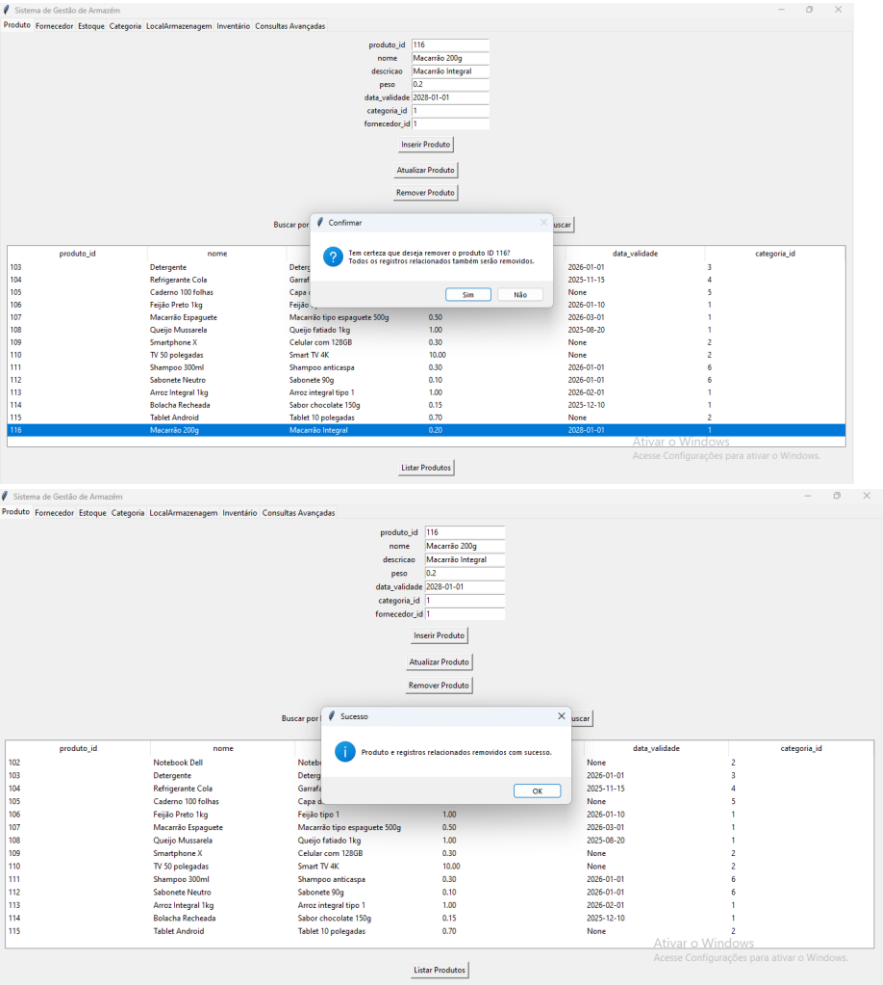 Sistema de Gestão de Armazém
Produto Fornecedor Estoque Categoria LocalArmazenagem Inventário Consultas Avançadas
produto_id 116
nome Macarrão 200g
descricao Macarrão Integral
peso 0.2
data_validade 2028-01-01
categoria_id 1
fornecedor_id 1
Inserir Produto
Atualizar Produto
Remover Produto
Buscar por
Confirmar
uscar
Tem certeza que deseja remover o produto ID 116?
Todos os registros relacionados também serão removidos.
Sim Não
produto_id nome data_validade categoria_id
103 Detergente Deterg 2026-01-01 3
104 Refrigerante Cola Garraf 2025-11-15 4
105 Caderno 100 folhas Capa None 5
106 Feijão Preto 1kg Feijão 2026-01-10 1
107 Macarrão Espaguete Macarrão tipo espaguete 500g 0.50 2026-03-01 1
108 Queijo Mussarela Queijo fatiado 1kg 1.00 2025-08-20 1
109 Smartphone X Celular com 128GB 0.30 None 2
110 TV 50 polegadas Smart TV 4K 10.00 None 2
111 Shampoo 300ml Shampoo anticaspa 0.30 2026-01-01 6
112 Sabonete Neutro Sabonete 90g 0.10 2026-01-01 6
113 Arroz Integral 1kg Arroz integral tipo 1 1.00 2026-02-01 1
114 Bolacha Recheada Sabor chocolate 150g 0.15 2025-12-10 1
115 Tablet Android Tablet 10 polegadas 0.70 None 2
116 Macarrão 200g Macarrão Integral 0.20 2028-01-01 1
Ativar o Windows
Acesse Configurações para ativar o Windows.
Listar Produtos
Sistema de Gestão de Armazém
Produto Fornecedor Estoque Categoria LocalArmazenagem Inventário Consultas Avançadas
produto_id 116
nome Macarrão 200g
descricao Macarrão Integral
peso 0.2
data_validade 2028-01-01
categoria_id 1
fornecedor_id 1
Inserir Produto
Atualizar Produto
Remover Produto
Buscar por
Sucesso
uscar
Produto e registros relacionados removidos com sucesso.
OK
produto_id nome data_validade categoria_id
102 Notebook Dell Noteb None 2
103 Detergente Deterg 2026-01-01 3
104 Refrigerante Cola Garraf 2025-11-15 4
105 Caderno 100 folhas Capa d None 5
106 Feijão Preto 1kg Feijão tipo 1 1.00 2026-01-10 1
107 Macarrão Espaguete Macarrão tipo espaguete 500g 0.50 2026-03-01 1
108 Queijo Mussarela Queijo fatiado 1kg 1.00 2025-08-20 1
109 Smartphone X Celular com 128GB 0.30 None 2
110 TV 50 polegadas Smart TV 4K 10.00 None 2
111 Shampoo 300ml Shampoo anticaspa 0.30 2026-01-01 6
112 Sabonete Neutro Sabonete 90g 0.10 2026-01-01 6
113 Arroz Integral 1kg Arroz integral tipo 1 1.00 2026-02-01 1
114 Bolacha Recheada Sabor chocolate 150g 0.15 2025-12-10 1
115 Tablet Android Tablet 10 polegadas 0.70 None 2
Ativar o Windows
Acesse Configurações para ativar o Windows.
Listar Produtos